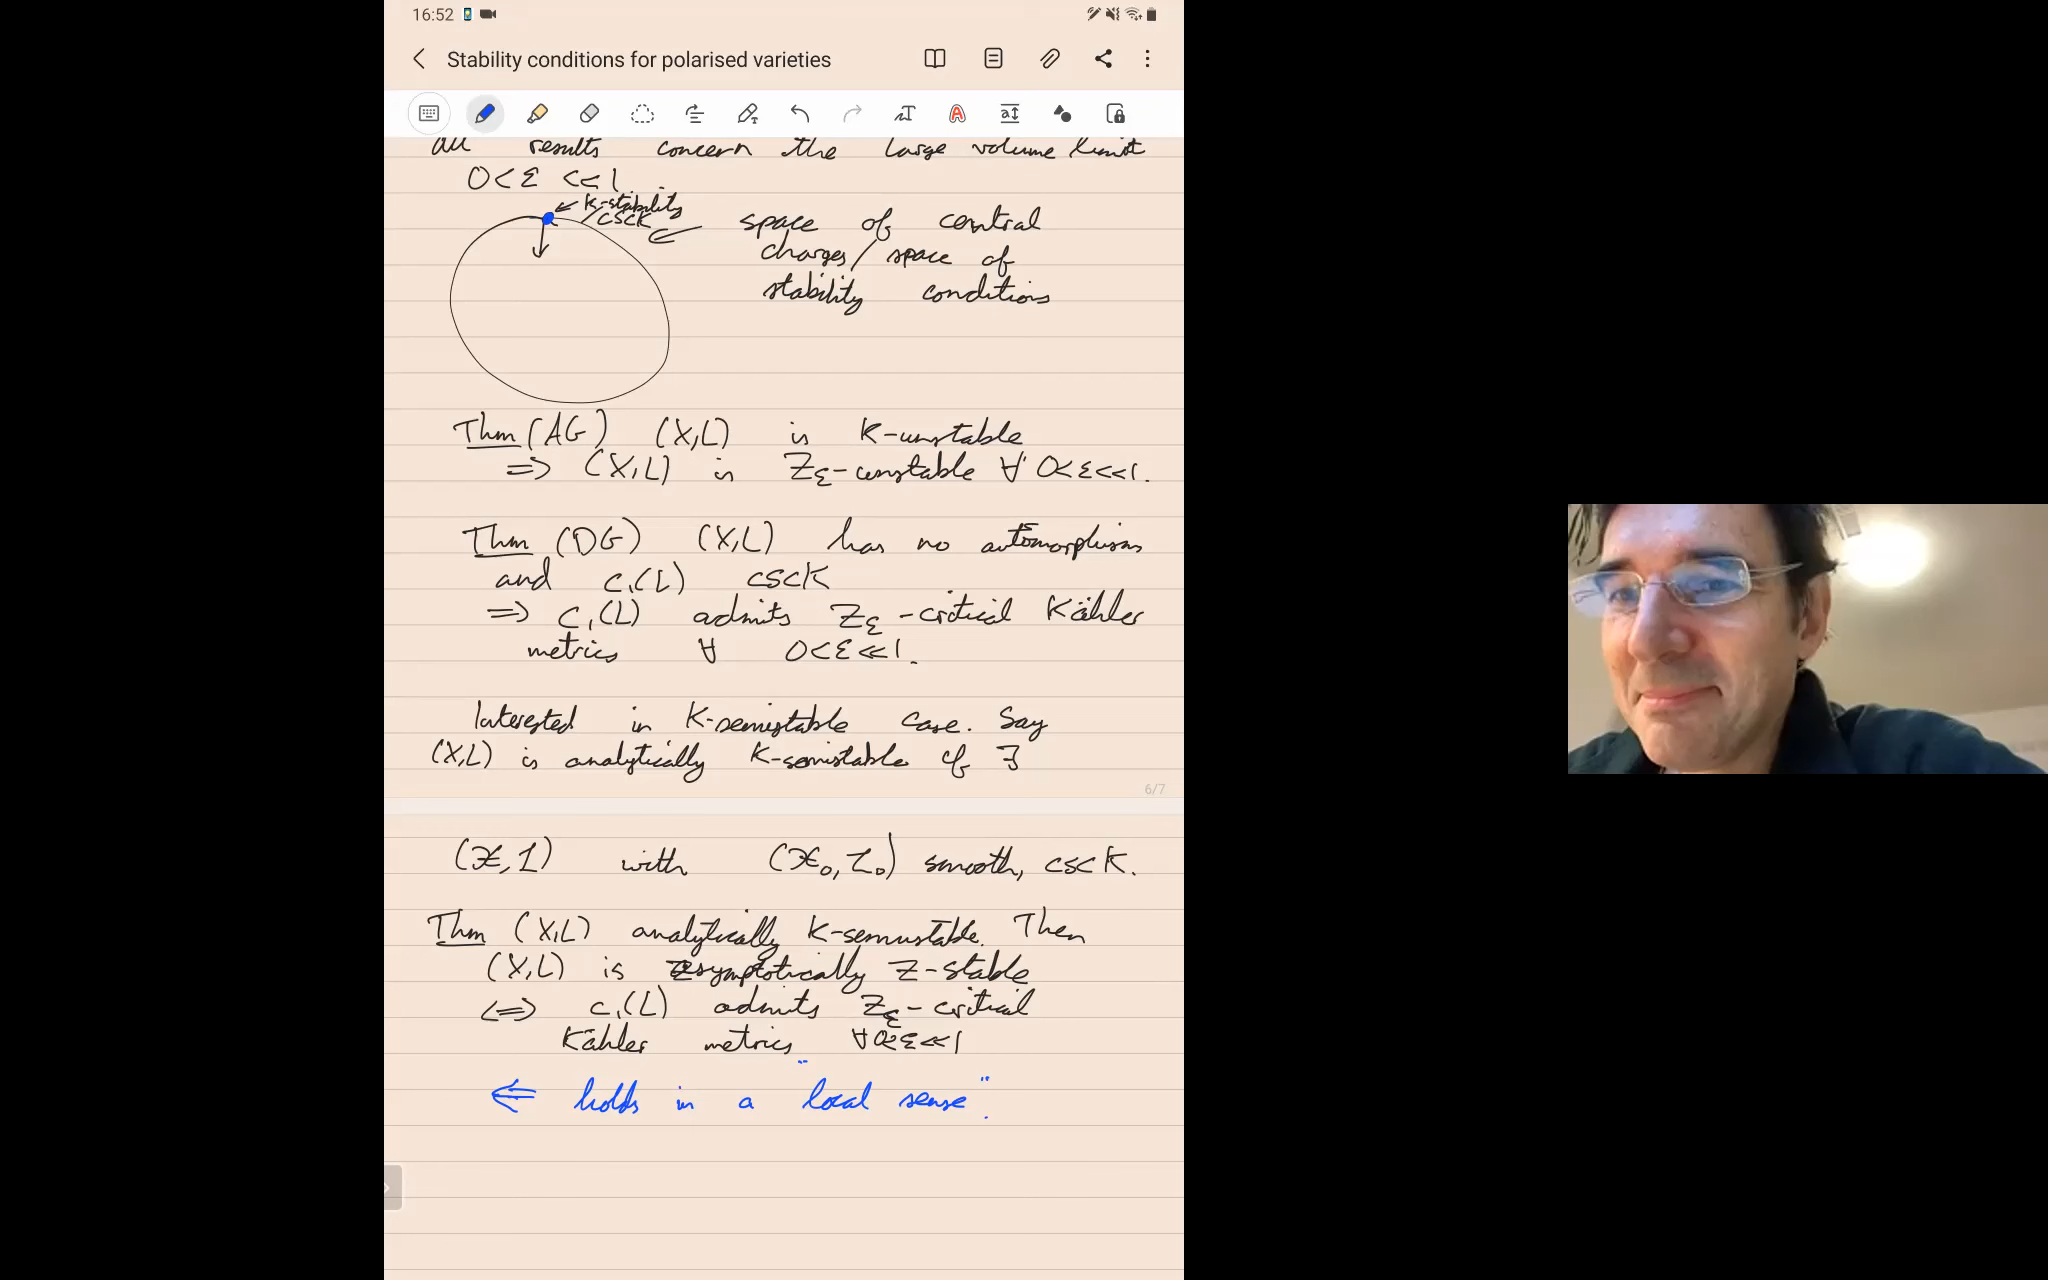 16:52
Stability conditions for polarised varieties
all results concern the large volume limit
0<ε <<1.
← K-stability
/cscK
← space of central
charges/space of
stability conditions
Thm (AG) (X,L) is K-unstable
=> (X,L) is Z_ε-unstable ∀ 0<ε<<1.
Thm (DG) (X,L) has no automorphisms
and c₁(L) cscK
=> c₁(L) admits Z_ε-critical Kähler
metrics ∀ 0<ε<<1.
Interested in K-semistable case. Say
(X,L) is analytically K-semistable if ∃
6/7
(𝒳,ℒ) with (𝒳₀,ℒ₀) smooth, cscK.
Thm (X,L) analytically K-semistable. Then
(X,L) is asymptotically Z-stable
<=> c₁(L) admits Z_ε-critical
Kähler metrics ∀0<ε<<1
<= holds in a "local sense".